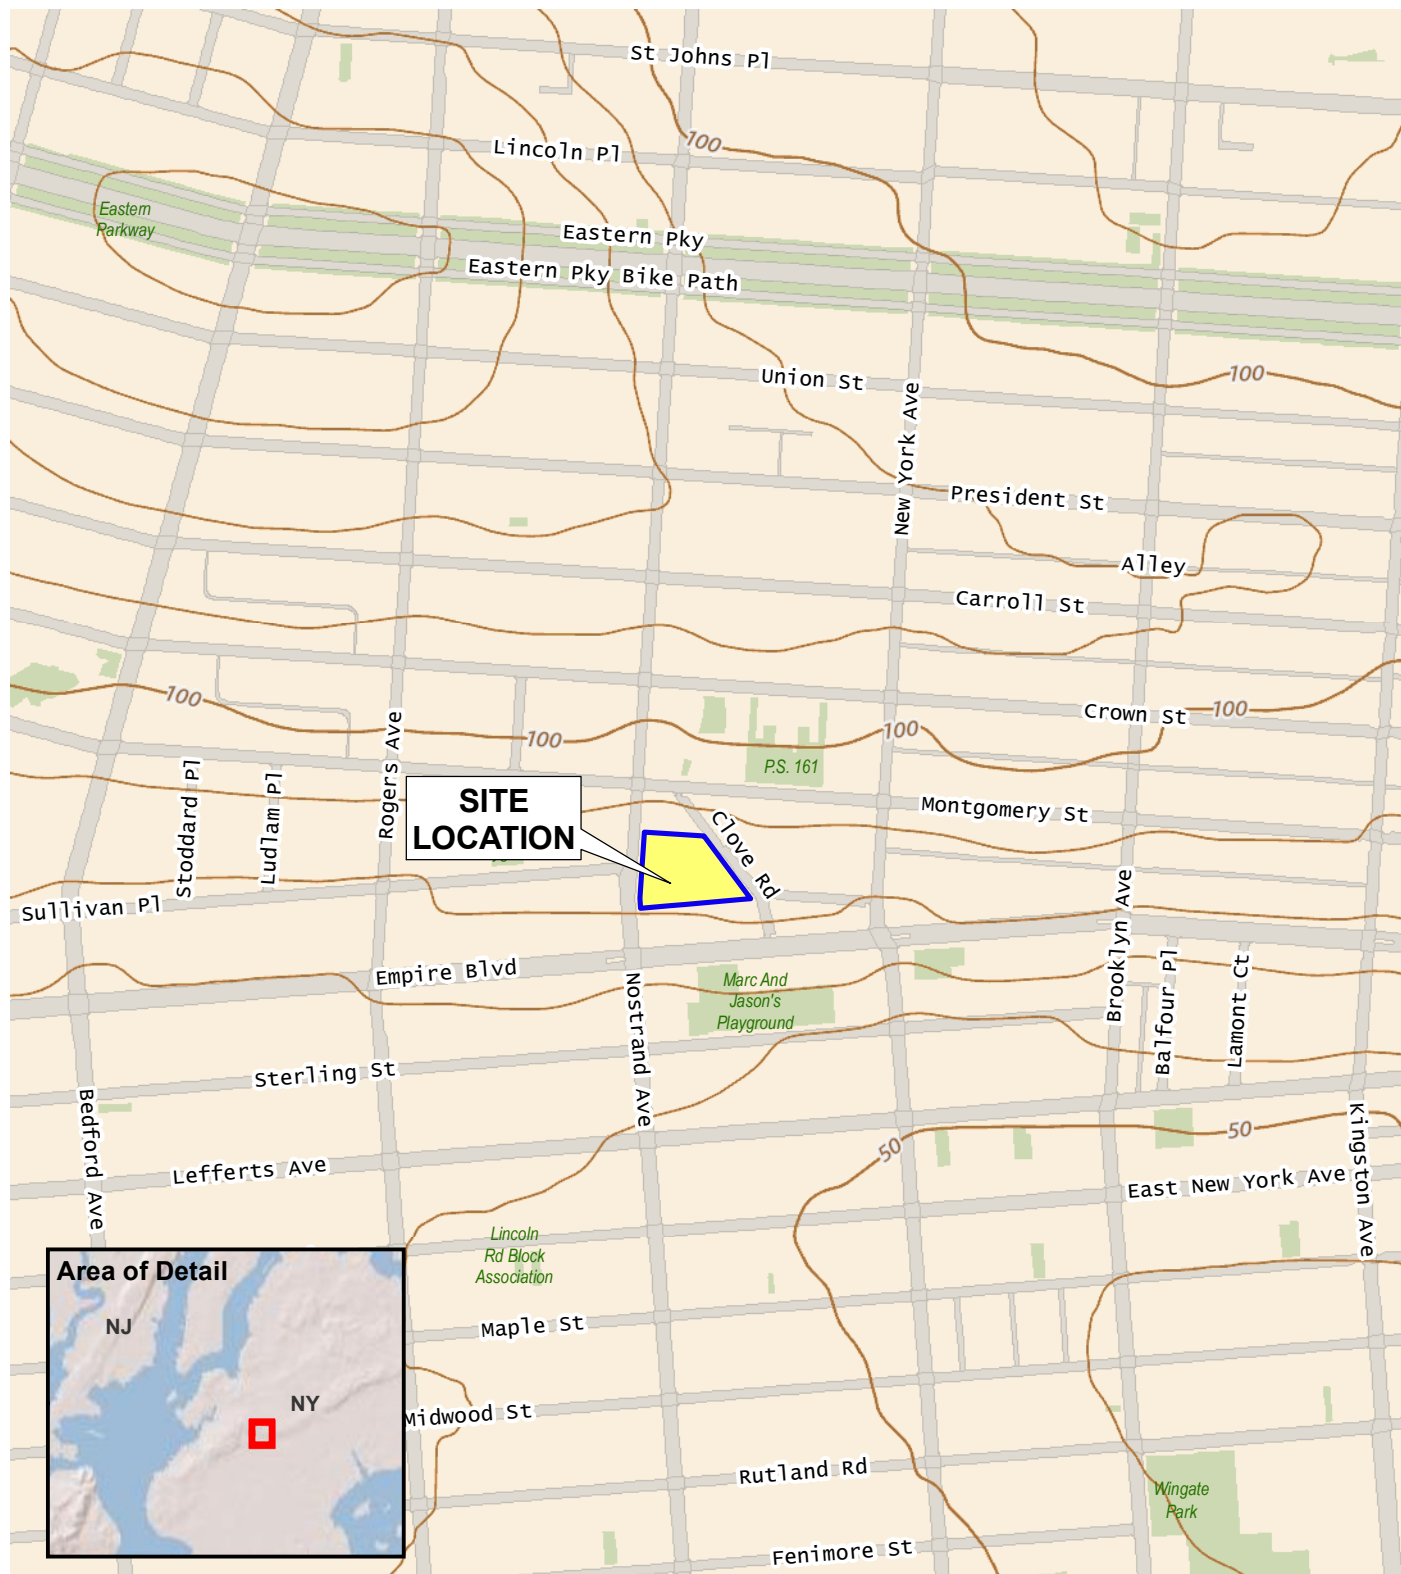 St Johns Pl
100
Lincoln Pl
Eastern
Parkway
Eastern Pky
Eastern Pky Bike Path
Union St
100
New York Ave
President St
Alley
Carroll St
100
Rogers Ave
100
100
Crown St
100
P.S. 161
Stoddard Pl
Ludlam Pl
SITE
LOCATION
Clove Rd
Montgomery St
Sullivan Pl
Brooklyn Ave
Empire Blvd
Nostrand Ave
Marc And
Jason's
Playground
Balfour Pl
Lamont Ct
Sterling St
Bedford Ave
Kingston Ave
Lefferts Ave
50
50
East New York Ave
Lincoln
Rd Block
Association
Area of Detail
NJ
NY
Maple St
Midwood St
Rutland Rd
Wingate
Park
Fenimore St